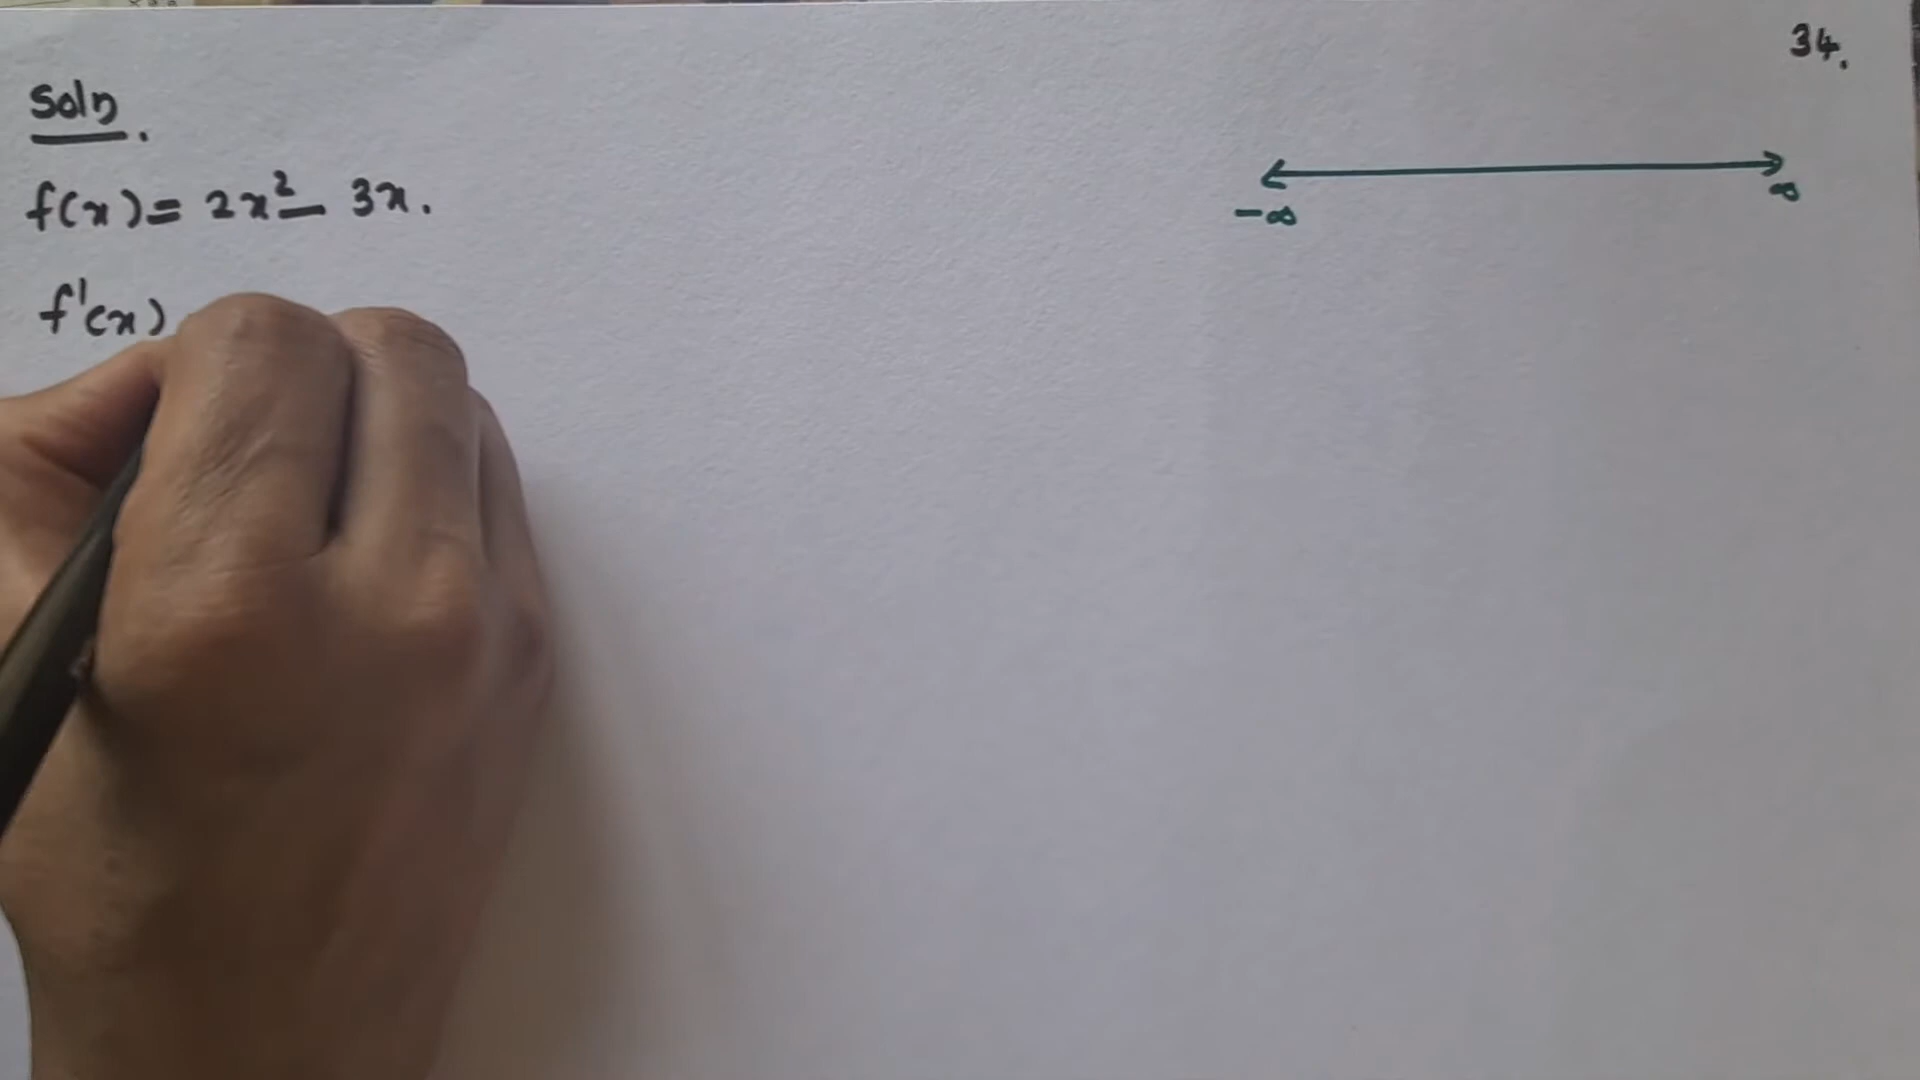 34.
Soln.
f(x) = 2x² - 3x.
-∞ ∞
f'(x)